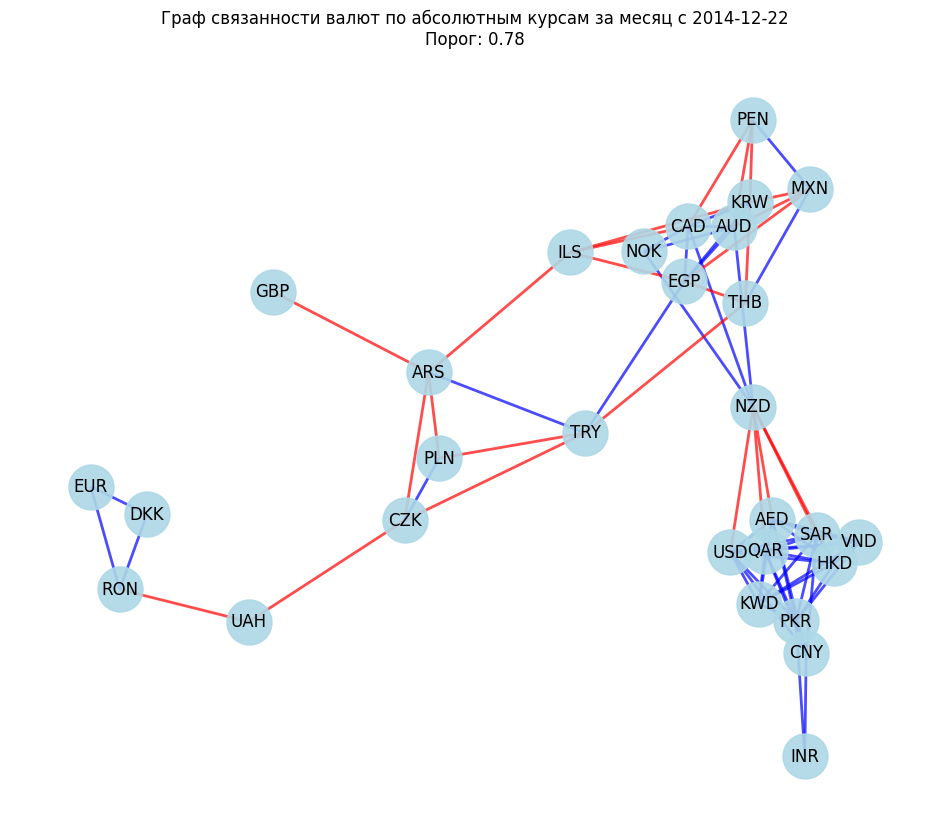 Граф связанности валют по абсолютным курсам за месяц с 2014-12-22
Порог: 0.78
PEN
MXN
KRW
CAD
AUD
ILS
NOK
EGP
GBP
THB
ARS
NZD
TRY
PLN
EUR
DKK
CZK
AED
SAR
VND
USD
QAR
HKD
RON
KWD
UAH
PKR
CNY
INR